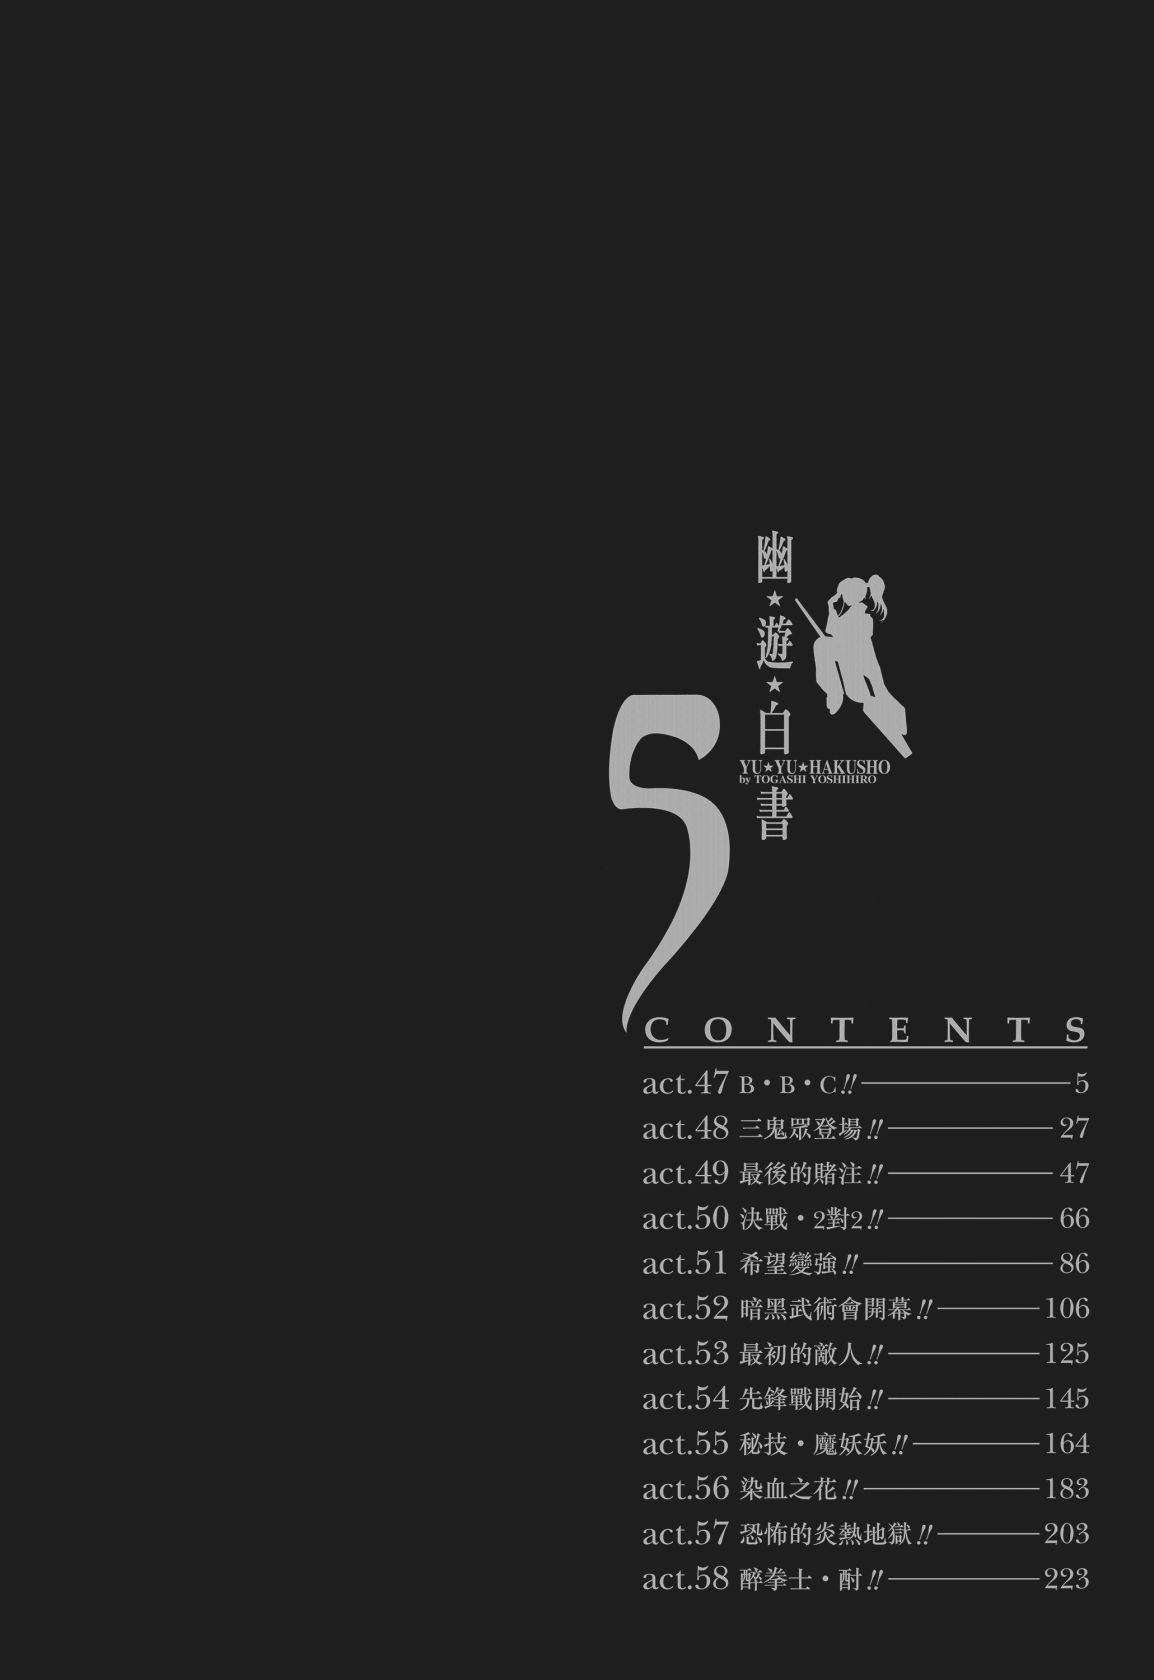 幽★遊★白書
YU★YU★HAKUSHO
by TOGASHI YOSHIHIRO
5
CONTENTS
act.47 B・B・C!! 5
act.48 三鬼眾登場!! 27
act.49 最後的賭注!! 47
act.50 決戰・2對2!! 66
act.51 希望變強!! 86
act.52 暗黑武術會開幕!! 106
act.53 最初的敵人!! 125
act.54 先鋒戰開始!! 145
act.55 秘技・魔妖妖!! 164
act.56 染血之花!! 183
act.57 恐怖的炎熱地獄!! 203
act.58 醉拳士・酎!! 223